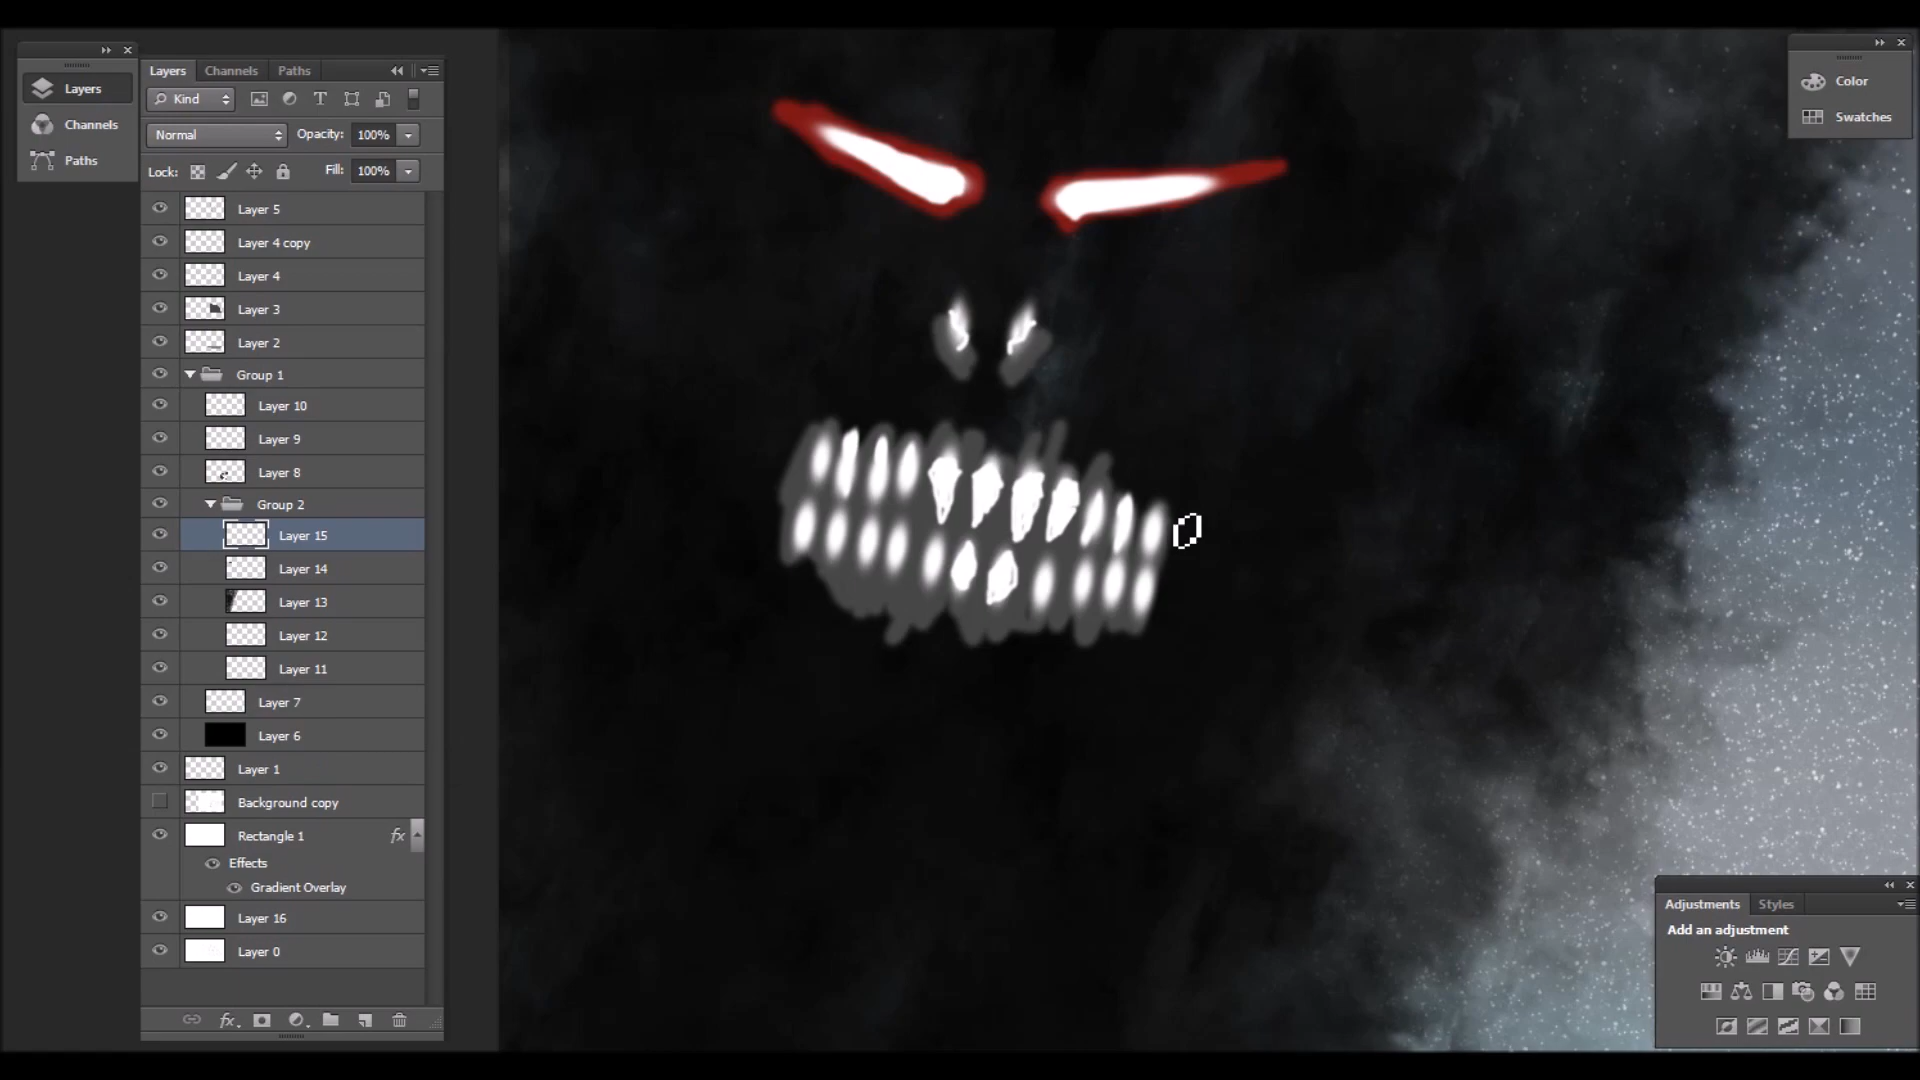 Layers
Channels
Paths
Layers Channels Paths
Kind
Normal Opacity: 100%
Lock: Fill: 100%
Layer 5
Layer 4 copy
Layer 4
Layer 3
Layer 2
Group 1
Layer 10
Layer 9
Layer 8
Group 2
Layer 15
Layer 14
Layer 13
Layer 12
Layer 11
Layer 7
Layer 6
Layer 1
Background copy
Rectangle 1 fx
Effects
Gradient Overlay
Layer 16
Layer 0
fx
Color
Swatches
Adjustments Styles
Add an adjustment